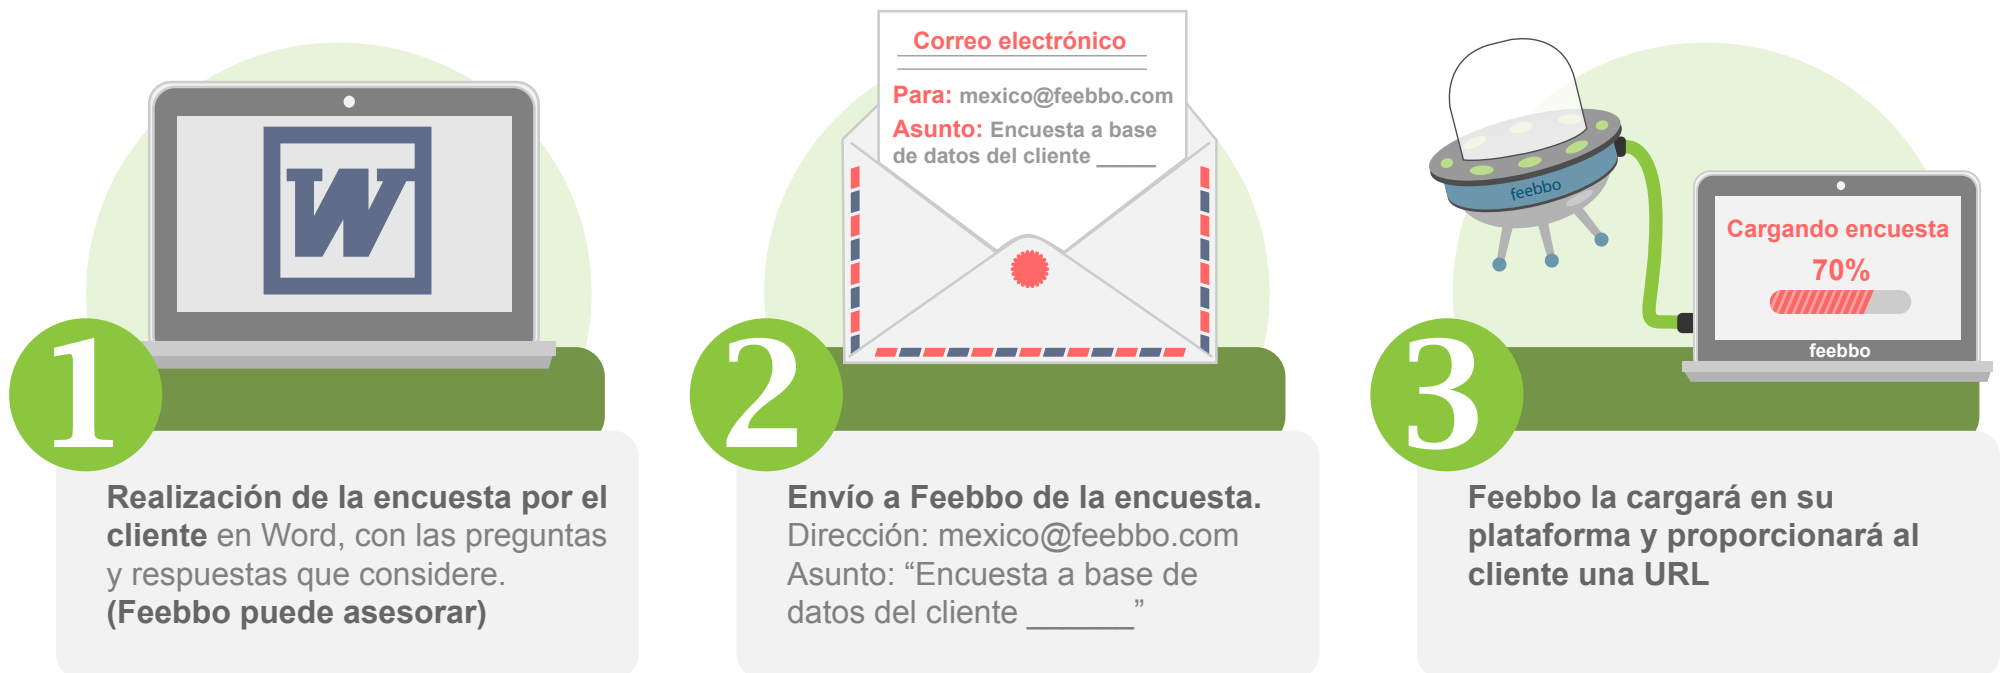 W
1
Realización de la encuesta por el
cliente en Word, con las preguntas
y respuestas que considere.
(Feebbo puede asesorar)
Correo electrónico
Para: mexico@feebbo.com
Asunto: Encuesta a base
de datos del cliente _____
2
Envío a Feebbo de la encuesta.
Dirección: mexico@feebbo.com
Asunto: “Encuesta a base de
datos del cliente ______”
feebbo
Cargando encuesta
70%
feebbo
3
Feebbo la cargará en su
plataforma y proporcionará al
cliente una URL